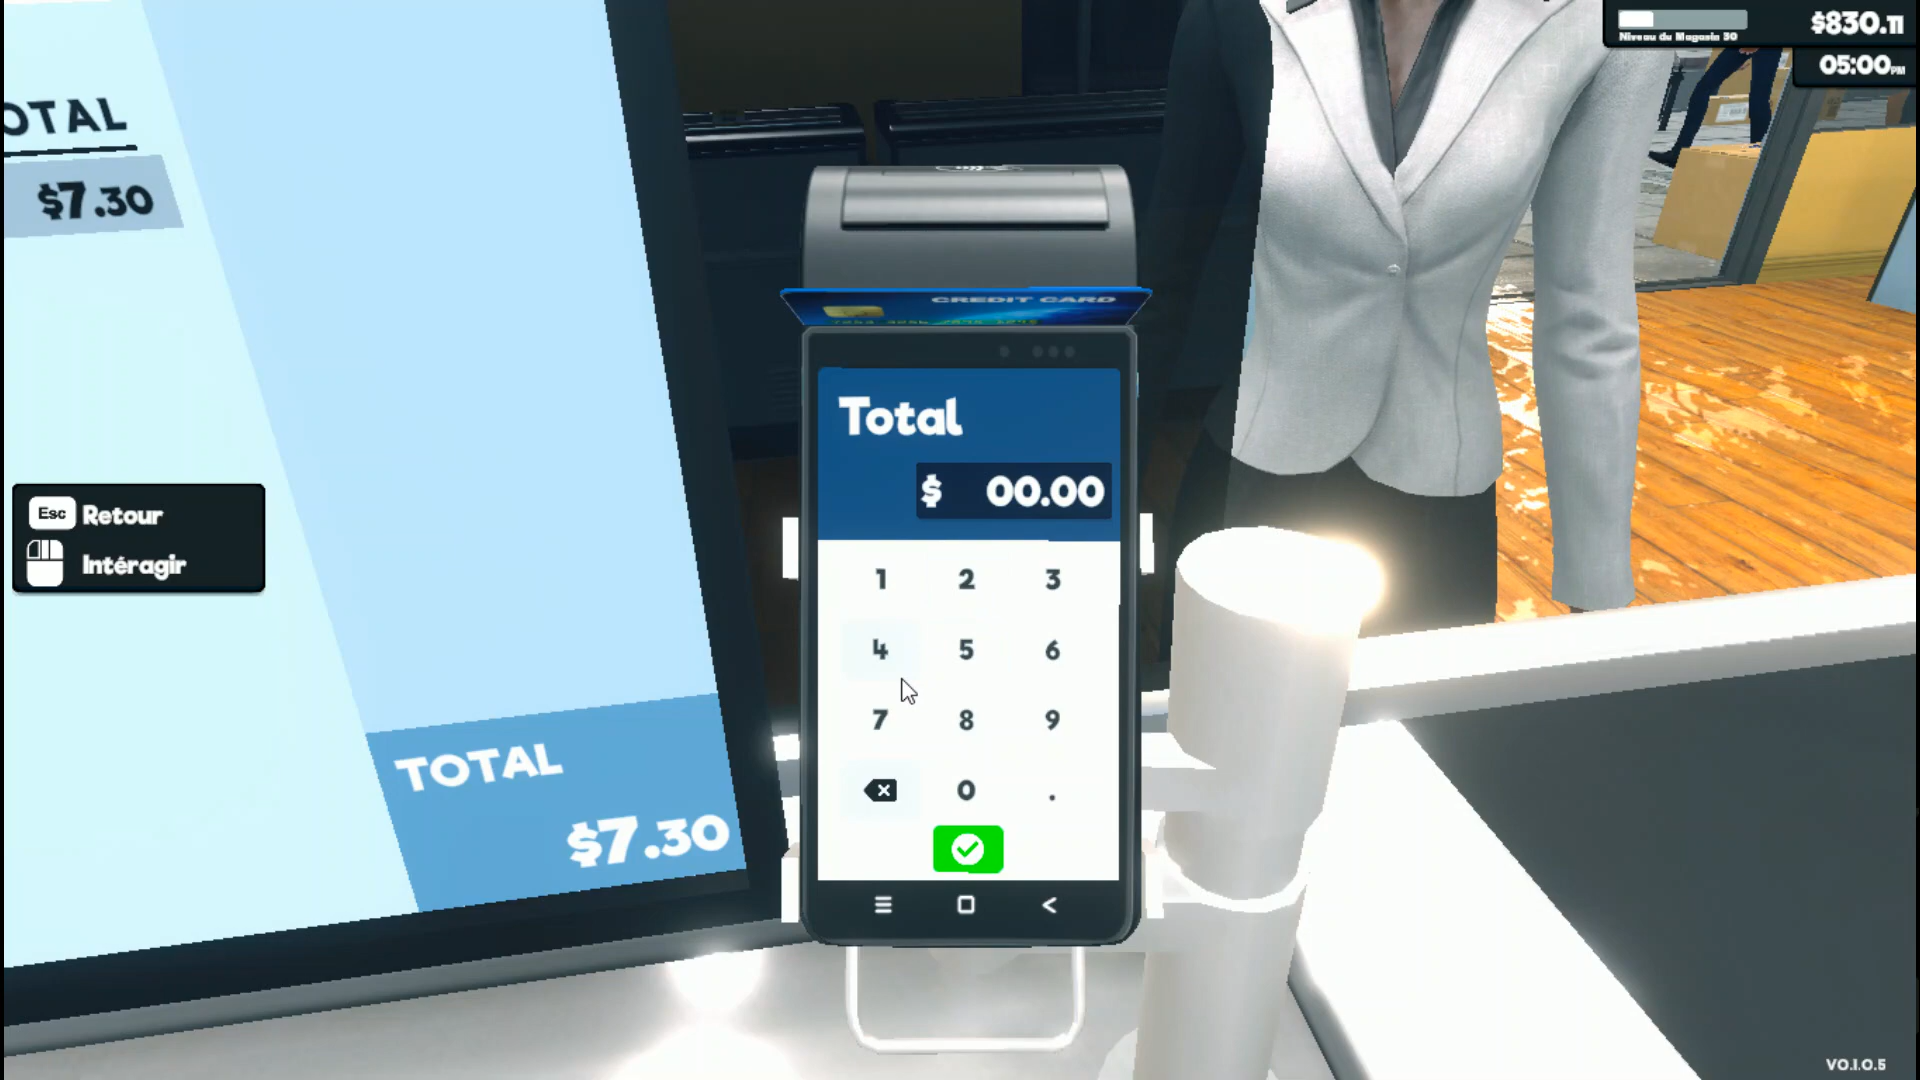 $830.11
Niveau du Magasin 30
05:00PM
OTAL
$7.30
CREDIT CARD
Total
$ 00.00
Esc Retour
Intéragir
1 2 3
4 5 6
7 8 9
0 .
TOTAL
$7.30
V0.1.0.5